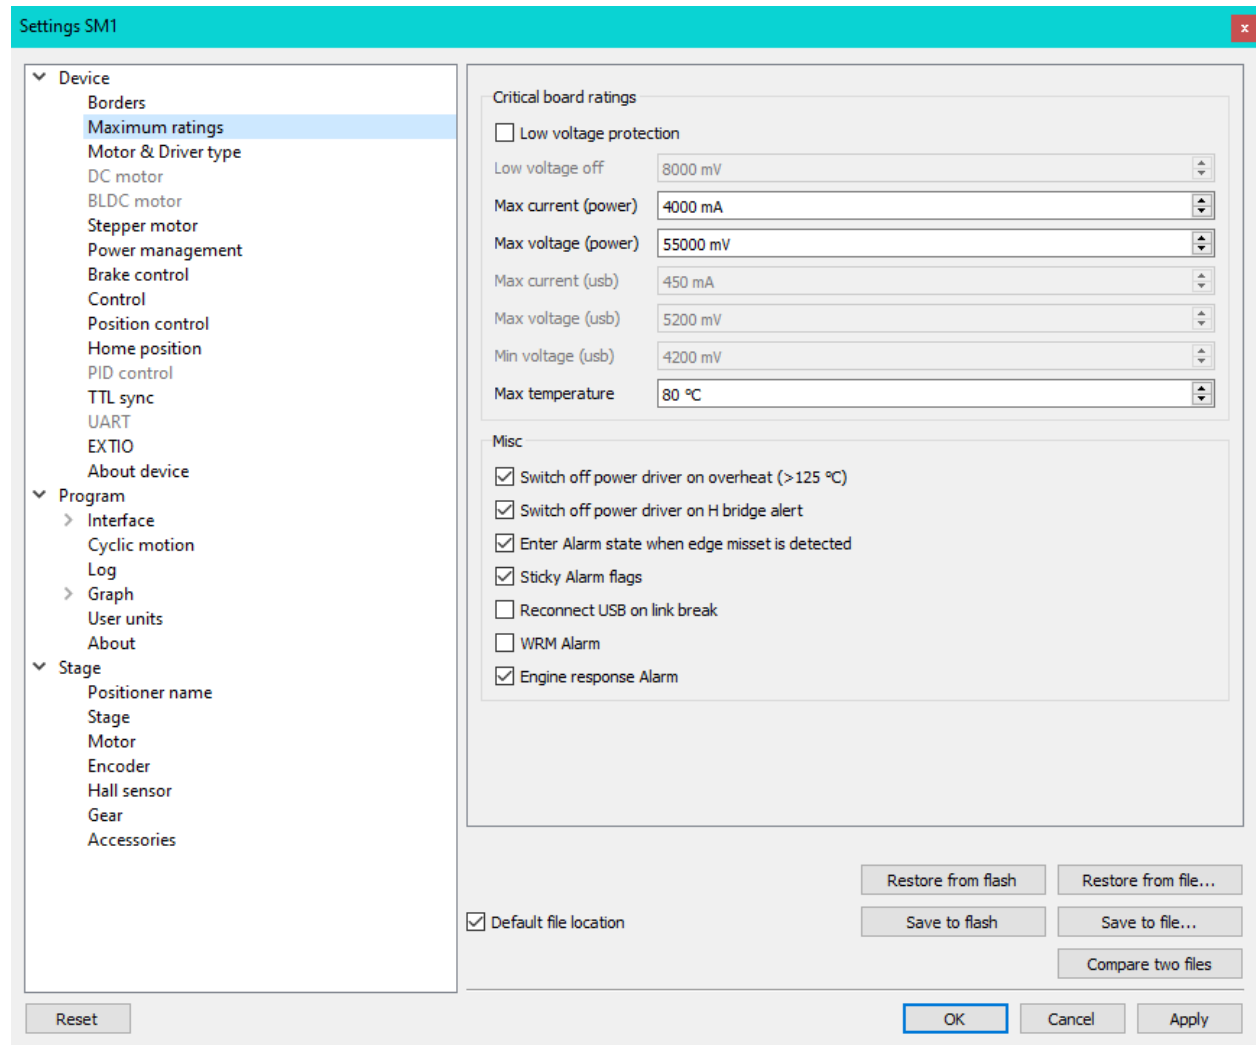 Settings SM1
x
Device
Borders
Maximum ratings
Motor & Driver type
DC motor
BLDC motor
Stepper motor
Power management
Brake control
Control
Position control
Home position
PID control
TTL sync
UART
EXTIO
About device
Program
Interface
Cyclic motion
Log
Graph
User units
About
Stage
Positioner name
Stage
Motor
Encoder
Hall sensor
Gear
Accessories
Critical board ratings
Low voltage protection
Low voltage off 8000 mV
Max current (power) 4000 mA
Max voltage (power) 55000 mV
Max current (usb) 450 mA
Max voltage (usb) 5200 mV
Min voltage (usb) 4200 mV
Max temperature 80 °C
Misc
Switch off power driver on overheat (>125 °C)
Switch off power driver on H bridge alert
Enter Alarm state when edge misset is detected
Sticky Alarm flags
Reconnect USB on link break
WRM Alarm
Engine response Alarm
Restore from flash Restore from file...
Default file location Save to flash Save to file...
Compare two files
Reset OK Cancel Apply